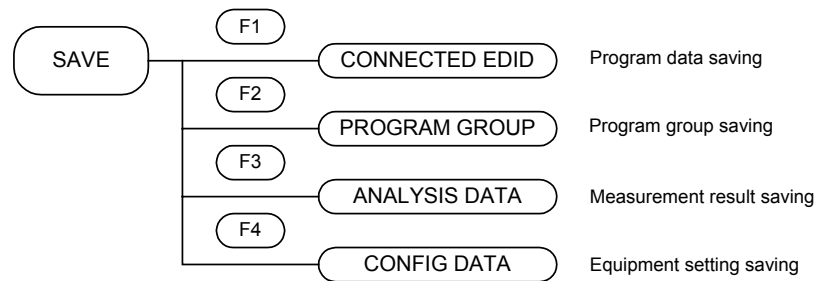 F1
SAVE CONNECTED EDID Program data saving
F2
PROGRAM GROUP Program group saving
F3
ANALYSIS DATA Measurement result saving
F4
CONFIG DATA Equipment setting saving